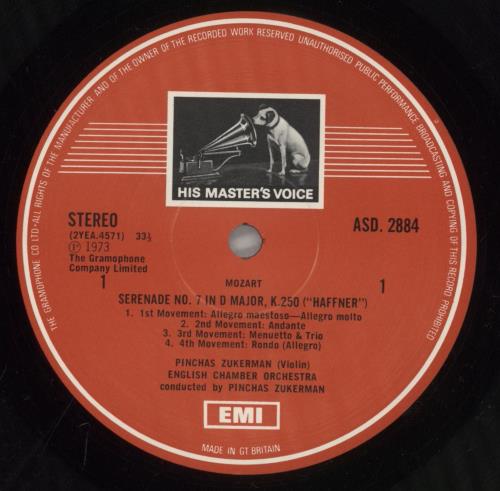 THE GRAMOPHONE CO LTD·ALL RIGHTS OF THE MANUFACTURER AND OF THE OWNER OF THE RECORDED WORK RESERVED UNAUTHORISED PUBLIC PERFORMANCE BROADCASTING AND COPYING OF THIS RECORD PROHIBITED
HIS MASTER'S VOICE
STEREO
(2YEA.4571) 33⅓
Ⓟ 1973
The Gramophone
Company Limited
1
ASD. 2884
1
MOZART
SERENADE NO. 7 IN D MAJOR, K.250 ("HAFFNER")
1. 1st Movement: Allegro maestoso—Allegro molto
2. 2nd Movement: Andante
3. 3rd Movement: Menuetto & Trio
4. 4th Movement: Rondo (Allegro)
PINCHAS ZUKERMAN (Violin)
ENGLISH CHAMBER ORCHESTRA
conducted by PINCHAS ZUKERMAN
EMI
MADE IN GT BRITAIN